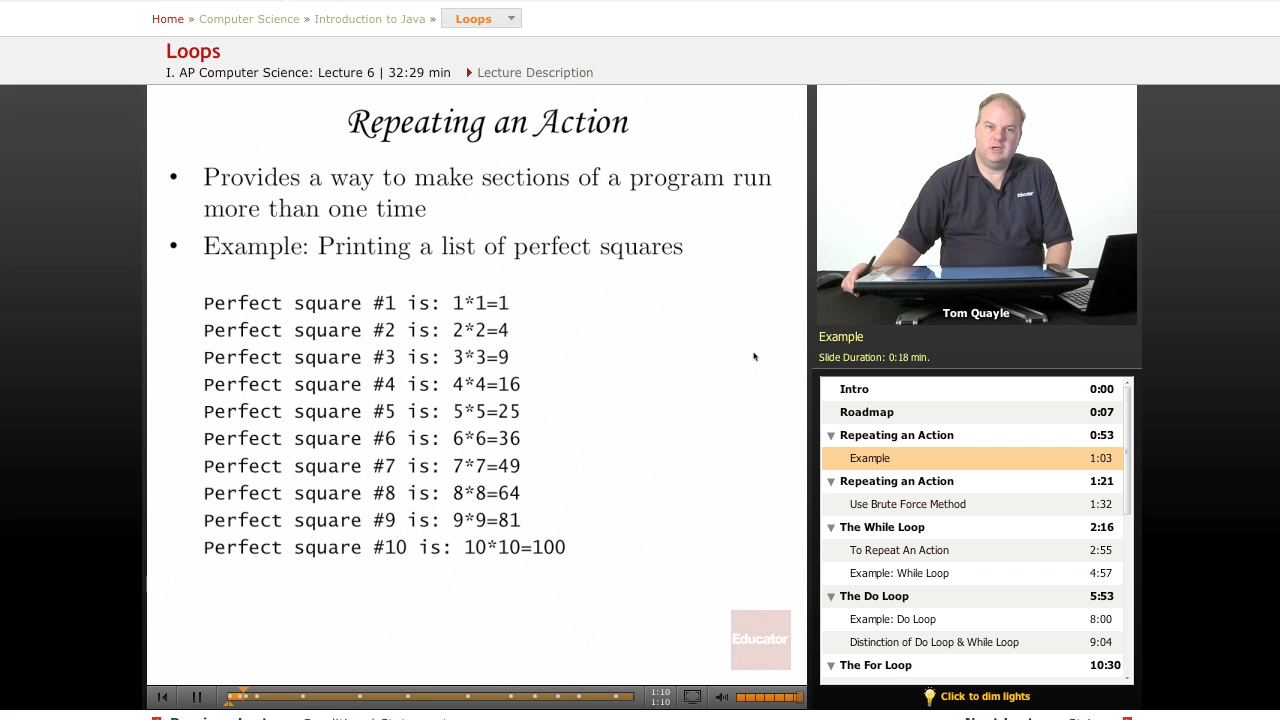 Home » Computer Science » Introduction to Java » Loops
Loops
I. AP Computer Science: Lecture 6 | 32:29 min Lecture Description
Repeating an Action
• Provides a way to make sections of a program run
more than one time
• Example: Printing a list of perfect squares
Perfect square #1 is: 1*1=1
Perfect square #2 is: 2*2=4
Perfect square #3 is: 3*3=9
Perfect square #4 is: 4*4=16
Perfect square #5 is: 5*5=25
Perfect square #6 is: 6*6=36
Perfect square #7 is: 7*7=49
Perfect square #8 is: 8*8=64
Perfect square #9 is: 9*9=81
Perfect square #10 is: 10*10=100
Educator
1:10
1:10
Educator
Tom Quayle
Example
Slide Duration: 0:18 min.
Intro 0:00
Roadmap 0:07
Repeating an Action 0:53
Example 1:03
Repeating an Action 1:21
Use Brute Force Method 1:32
The While Loop 2:16
To Repeat An Action 2:55
Example: While Loop 4:57
The Do Loop 5:53
Example: Do Loop 8:00
Distinction of Do Loop & While Loop 9:04
The For Loop 10:30
Click to dim lights